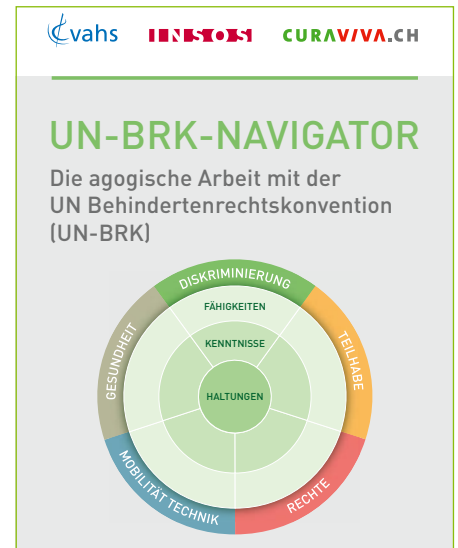 vahs INSOS CURAVIVA.CH
UN-BRK-NAVIGATOR
Die agogische Arbeit mit der
UN Behindertenrechtskonvention
(UN-BRK)
DISKRIMINIERUNG
FÄHIGKEITEN
KENNTNISSE
HALTUNGEN
GESUNDHEIT
TEILHABE
MOBILITÄT TECHNIK
RECHTE